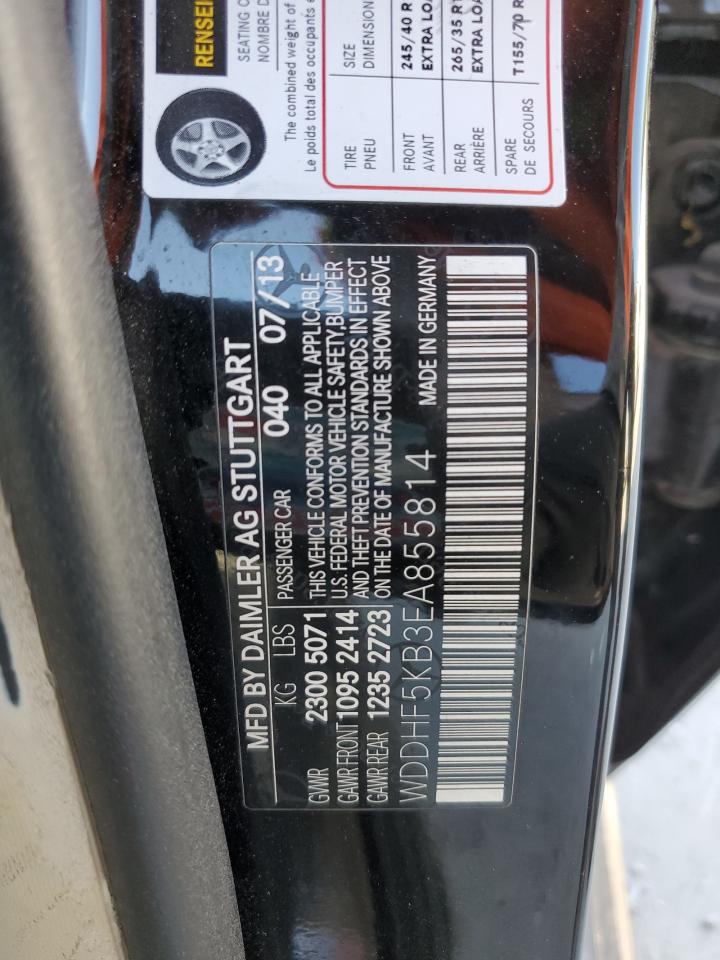 RENSEI
SEATING C
NOMBRE D
The combined weight of
Le poids total des occupants e
TIRE
PNEU
SIZE
DIMENSION
FRONT
AVANT
245/40 R
EXTRA LOA
REAR
ARRIÈRE
265/35 R1
EXTRA LOA
SPARE
DE SECOURS
T155/70 R
MFD BY DAIMLER AG STUTTGART
KG LBS PASSENGER CAR 040 07/13
GVWR 2300 5071
GAWR FRONT 1095 2414
GAWR REAR 1235 2723
THIS VEHICLE CONFORMS TO ALL APPLICABLE
U.S. FEDERAL MOTOR VEHICLE SAFETY,BUMPER
AND THEFT PREVENTION STANDARDS IN EFFECT
ON THE DATE OF MANUFACTURE SHOWN ABOVE
WDDHF5KB3EA855814 MADE IN GERMANY